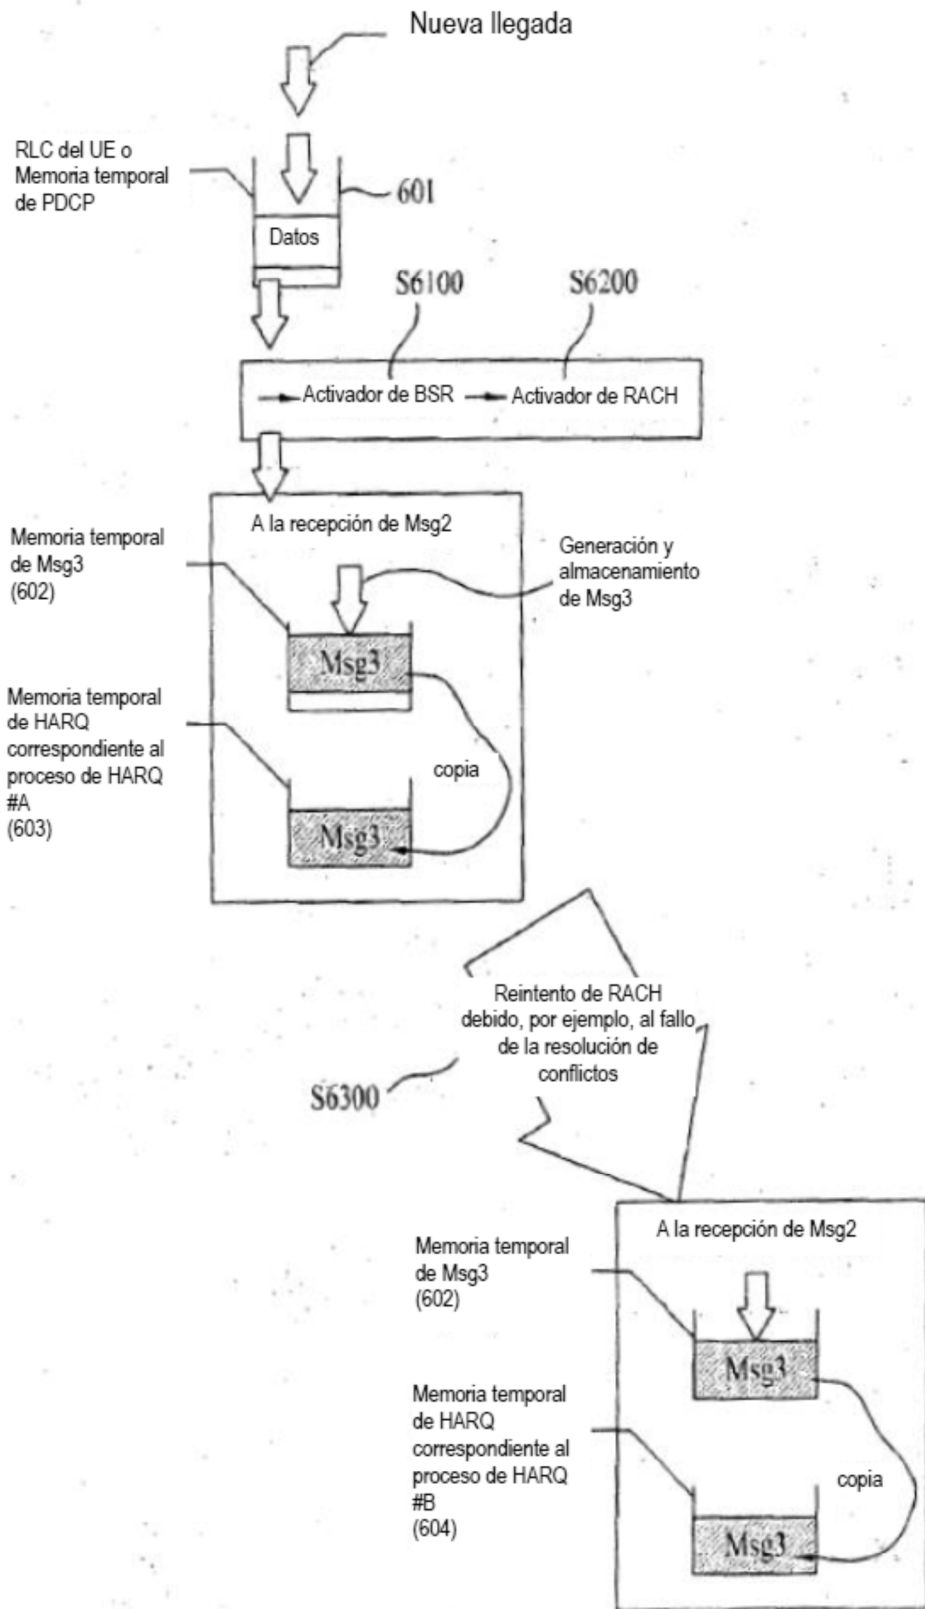 Nueva llegada
RLC del UE o
Memoria temporal
de PDCP
601
Datos
S6100
S6200
Activador de BSR
Activador de RACH
A la recepción de Msg2
Memoria temporal
de Msg3
(602)
Generación y
almacenamiento
de Msg3
Msg3
Memoria temporal
de HARQ
correspondiente al
proceso de HARQ
#A
(603)
copia
Msg3
Reintento de RACH
debido, por ejemplo, al fallo
de la resolución de
conflictos
S6300
A la recepción de Msg2
Memoria temporal
de Msg3
(602)
Msg3
Memoria temporal
de HARQ
correspondiente al
proceso de HARQ
#B
(604)
copia
Msg3